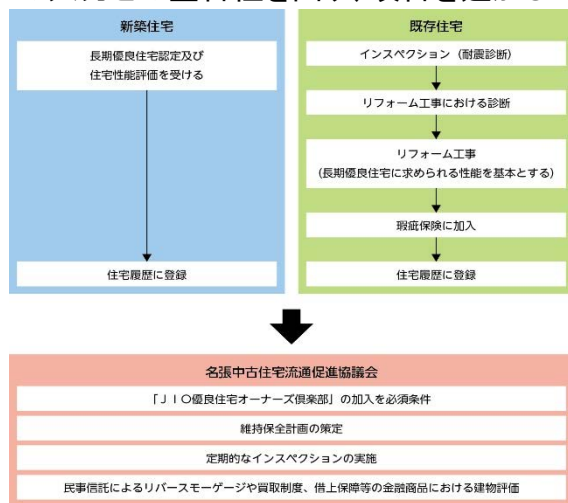 新築住宅
長期優良住宅認定及び
住宅性能評価を受ける
住宅履歴に登録
既存住宅
インスペクション（耐震診断）
リフォーム工事における診断
リフォーム工事
（長期優良住宅に求められる性能を基本とする）
瑕疵保険に加入
住宅履歴に登録
名張中古住宅流通促進協議会
「ＪＩＯ優良住宅オーナーズ倶楽部」の加入を必須条件
維持保全計画の策定
定期的なインスペクションの実施
民事信託によるリバースモーゲージや買取制度、借上保障等の金融商品における建物評価